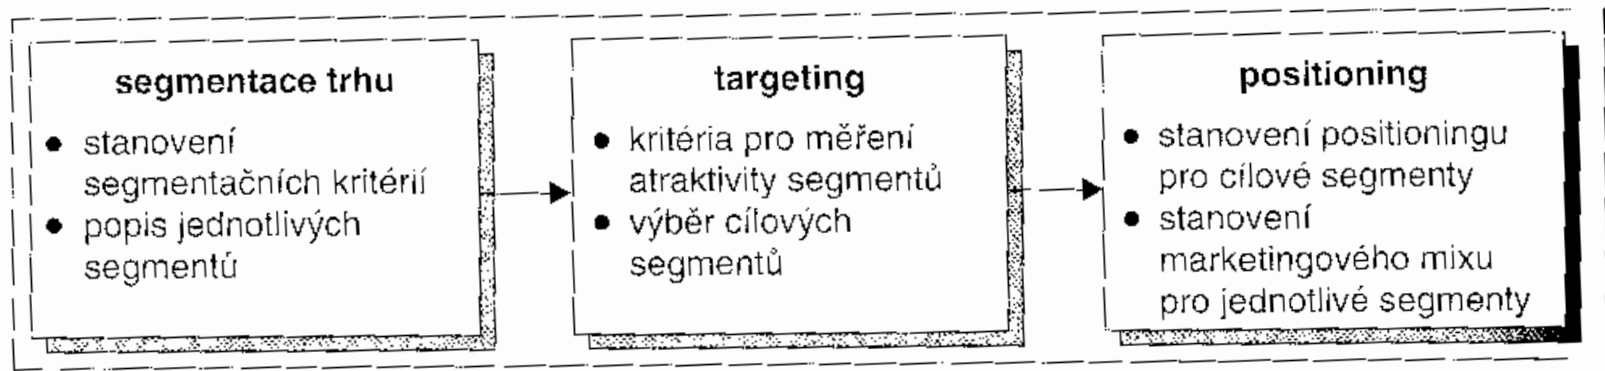 segmentace trhu
● stanovení
segmentačních kritérií
● popis jednotlivých
segmentů
targeting
● kritéria pro měření
atraktivity segmentů
● výběr cílových
segmentů
positioning
● stanovení positioningu
pro cílové segmenty
● stanovení
marketingového mixu
pro jednotlivé segmenty